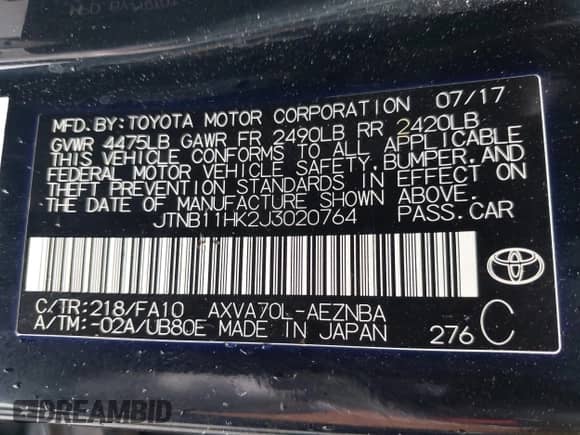 MFD. BY: TOYOTA MOTOR CORPORATION 07/17
GVWR 4475LB GAWR FR 2490LB RR 2420LB
THIS VEHICLE CONFORMS TO ALL APPLICABLE
FEDERAL MOTOR VEHICLE SAFETY, BUMPER, AND
THEFT PREVENTION STANDARDS IN EFFECT ON
THE DATE OF MANUFACTURE SHOWN ABOVE.
JTNB11HK2J3020764 PASS. CAR
C/TR: 218/FA10 AXVA70L-AEZNBA
A/TM: -02A/UB80E MADE IN JAPAN 276 C
DREAMBID